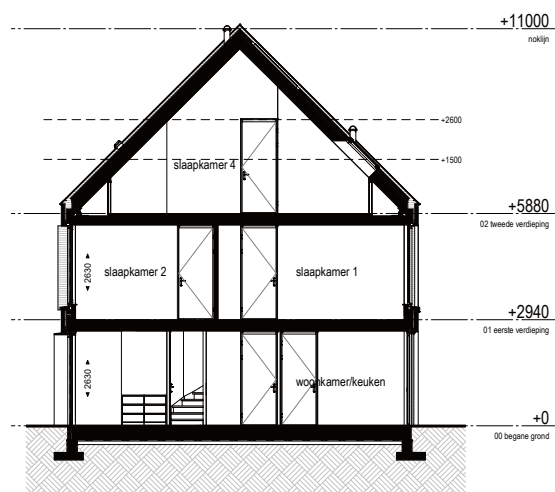 +11000
noklijn
+2600
+1500
slaapkamer 4
+5880
02 tweede verdieping
2630
slaapkamer 2
slaapkamer 1
+2940
01 eerste verdieping
2630
woonkamer/keuken
+0
00 begane grond